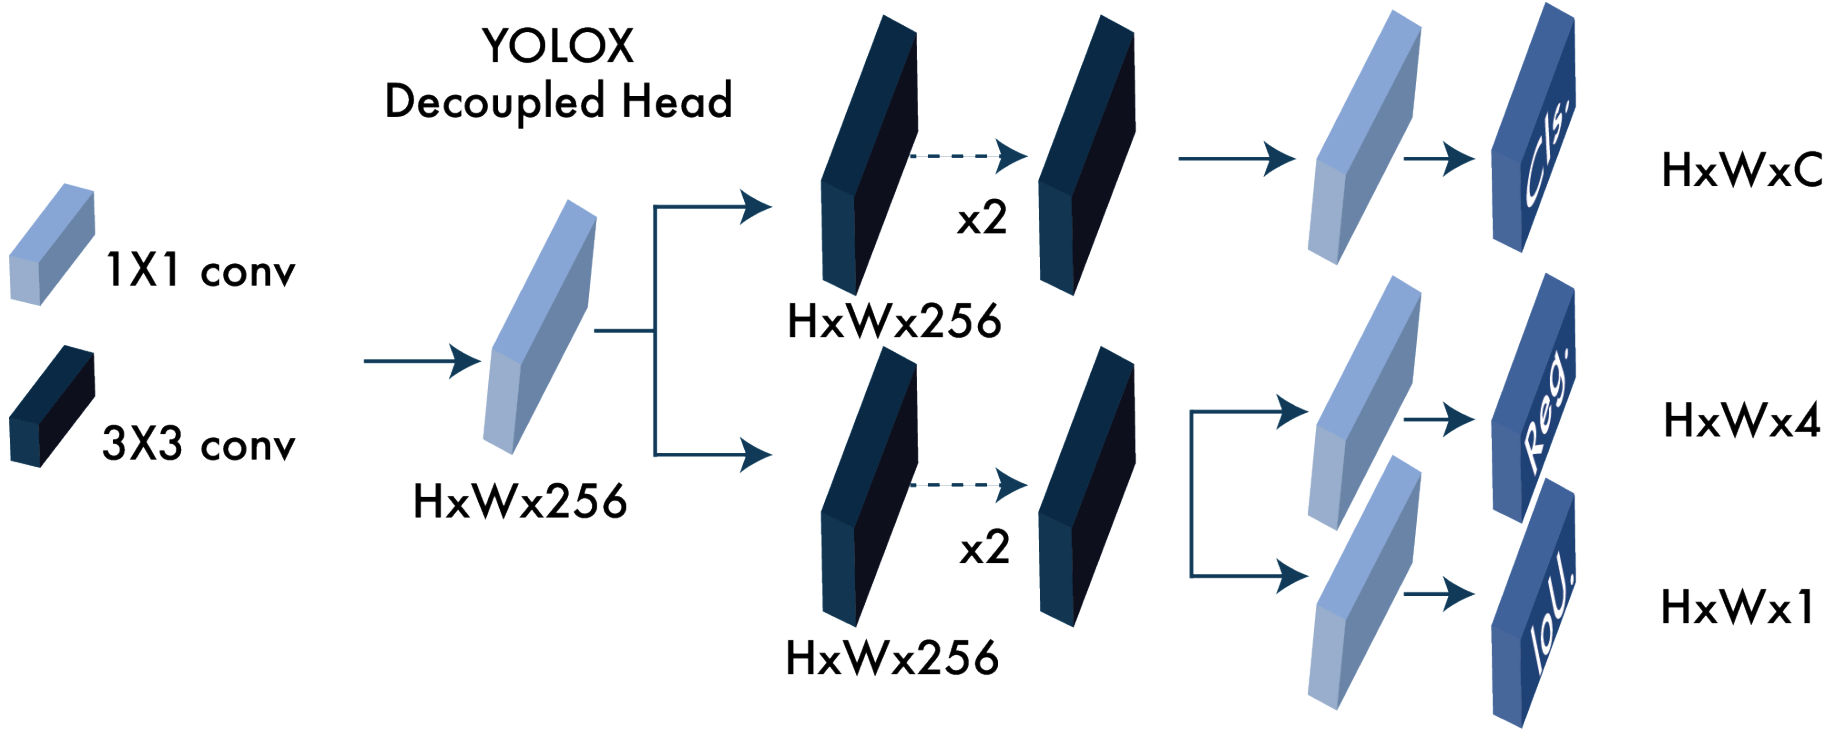 YOLOX
Decoupled Head
1X1 conv
3X3 conv
HxWx256
x2
HxWx256
x2
HxWx256
Cls.
HxWxC
Reg.
HxWx4
IoU.
HxWx1